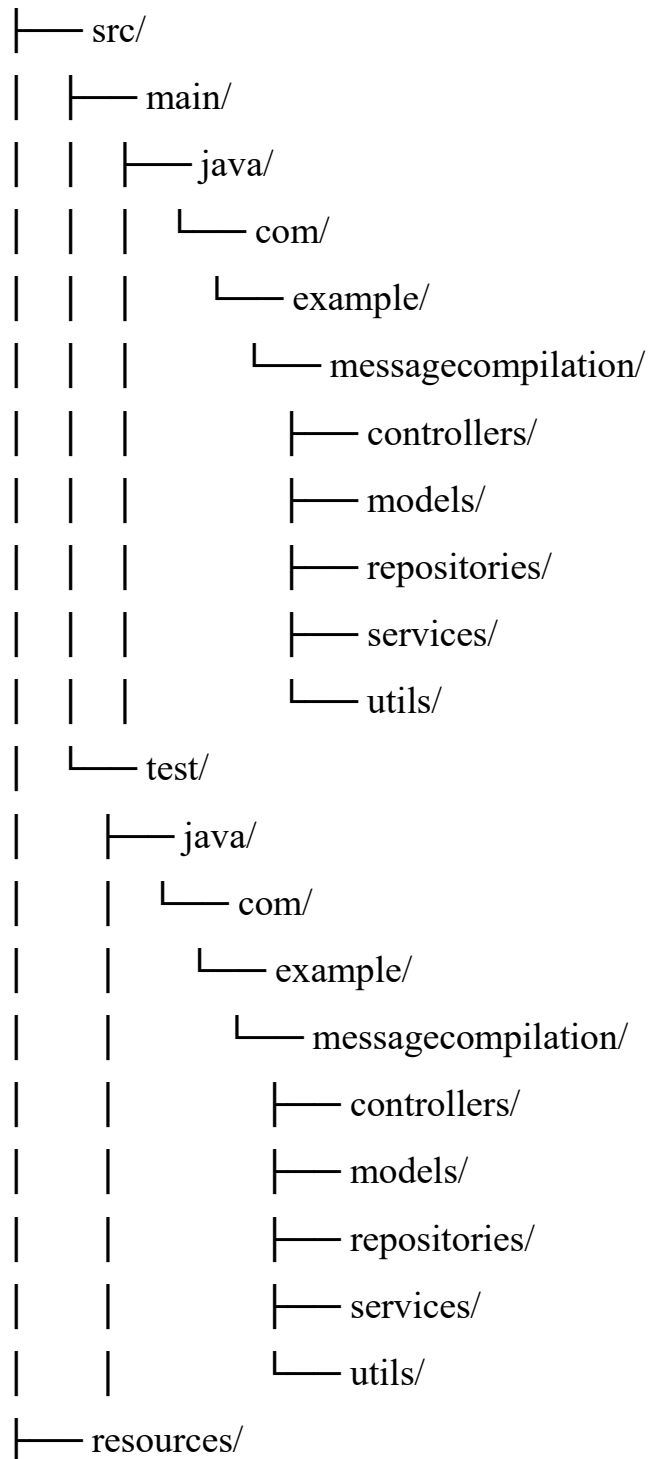 ├── src/
│   ├── main/
│   │   ├── java/
│   │   │   └── com/
│   │   │       └── example/
│   │   │           └── messagecompilation/
│   │   │               ├── controllers/
│   │   │               ├── models/
│   │   │               ├── repositories/
│   │   │               ├── services/
│   │   │               └── utils/
│   └── test/
│       ├── java/
│       │   └── com/
│       │       └── example/
│       │           └── messagecompilation/
│       │               ├── controllers/
│       │               ├── models/
│       │               ├── repositories/
│       │               ├── services/
│       │               └── utils/
├── resources/